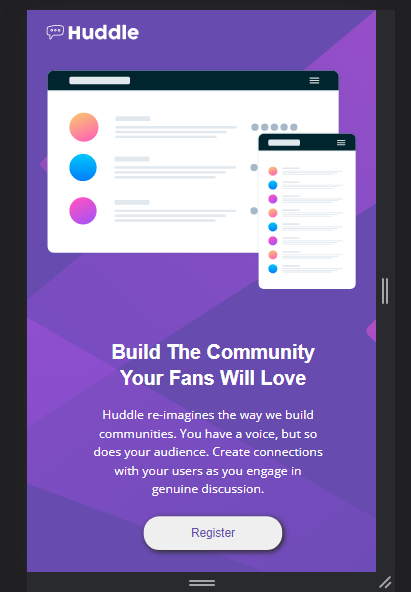 Huddle
Build The Community
Your Fans Will Love
Huddle re-imagines the way we build
communities. You have a voice, but so
does your audience. Create connections
with your users as you engage in
genuine discussion.
Register